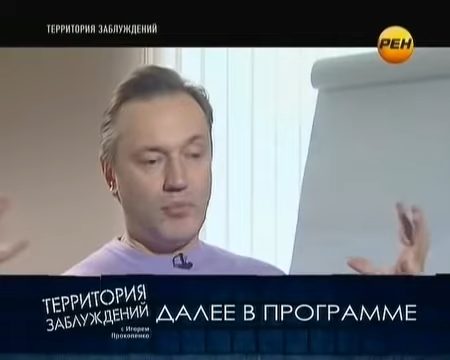 ТЕРРИТОРИЯ ЗАБЛУЖДЕНИЙ
РЕН
ТЕРРИТОРИЯ
ЗАБЛУЖДЕНИЙ
с Игорем
Прокопенко
ДАЛЕЕ В ПРОГРАММЕ